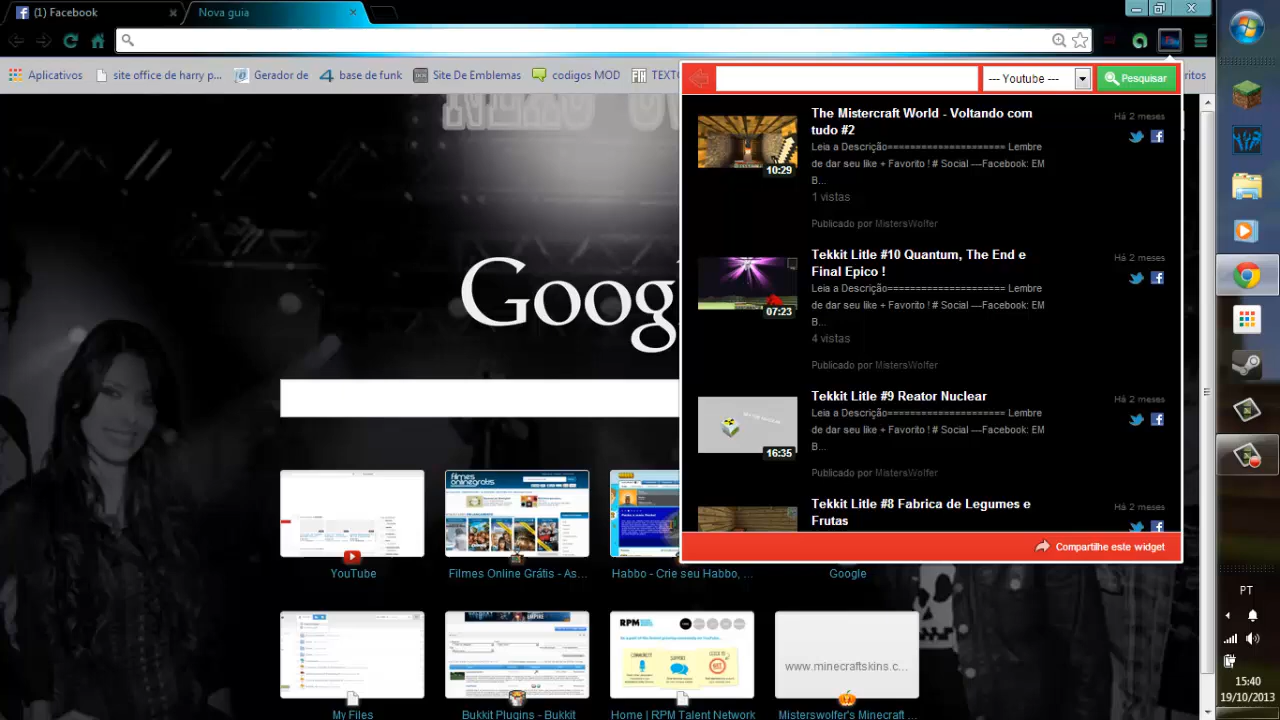 (1) Facebook
Nova guia
Aplicativos
site office de harry p...
Gerador de
base de funk
Site De Emblemas
codigos MOD
TEXT
ritos
--- Youtube ---
Pesquisar
The Mistercraft World - Voltando com
tudo #2
Há 2 meses
Leia a Descrição===================== Lembre
de dar seu like + Favorito ! # Social ---Facebook: EM
B...
10:29
1 vistas
Publicado por MistersWolfer
Tekkit Litle #10 Quantum, The End e
Final Epico !
Há 2 meses
Leia a Descrição===================== Lembre
de dar seu like + Favorito ! # Social ---Facebook: EM
B...
07:23
4 vistas
Publicado por MistersWolfer
Tekkit Litle #9 Reator Nuclear
Há 2 meses
Leia a Descrição===================== Lembre
de dar seu like + Favorito ! # Social ---Facebook: EM
B...
16:35
Publicado por MistersWolfer
Tekkit Litle #8 Fabrica de Legumes e
Frutas
Há 2 meses
Compartilhe este widget
Goog
YouTube
Filmes Online Grátis - As...
Habbo - Crie seu Habbo, ...
Google
filmes
onlinegratis
RPM
COMMUNITY
SUPPORT
www.minecraftskins.c...
My Files
Bukkit Plugins - Bukkit
Home | RPM Talent Network
Misterswolfer's Minecraft ...
PT
19/10/2013